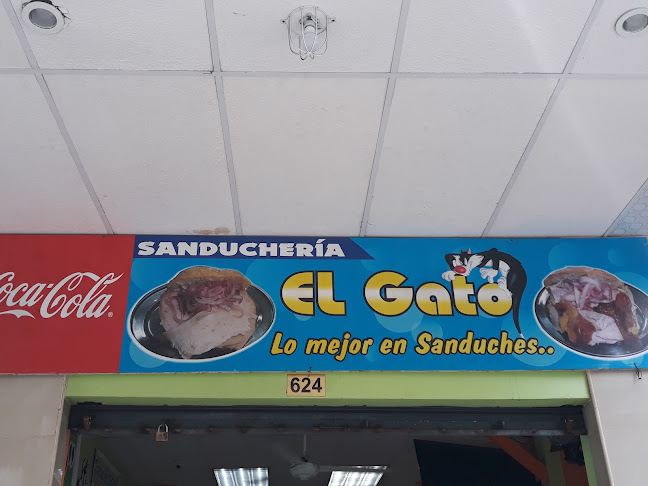 Coca-Cola
SANDUCHERÍA
EL Gato
Lo mejor en Sanduches..
624